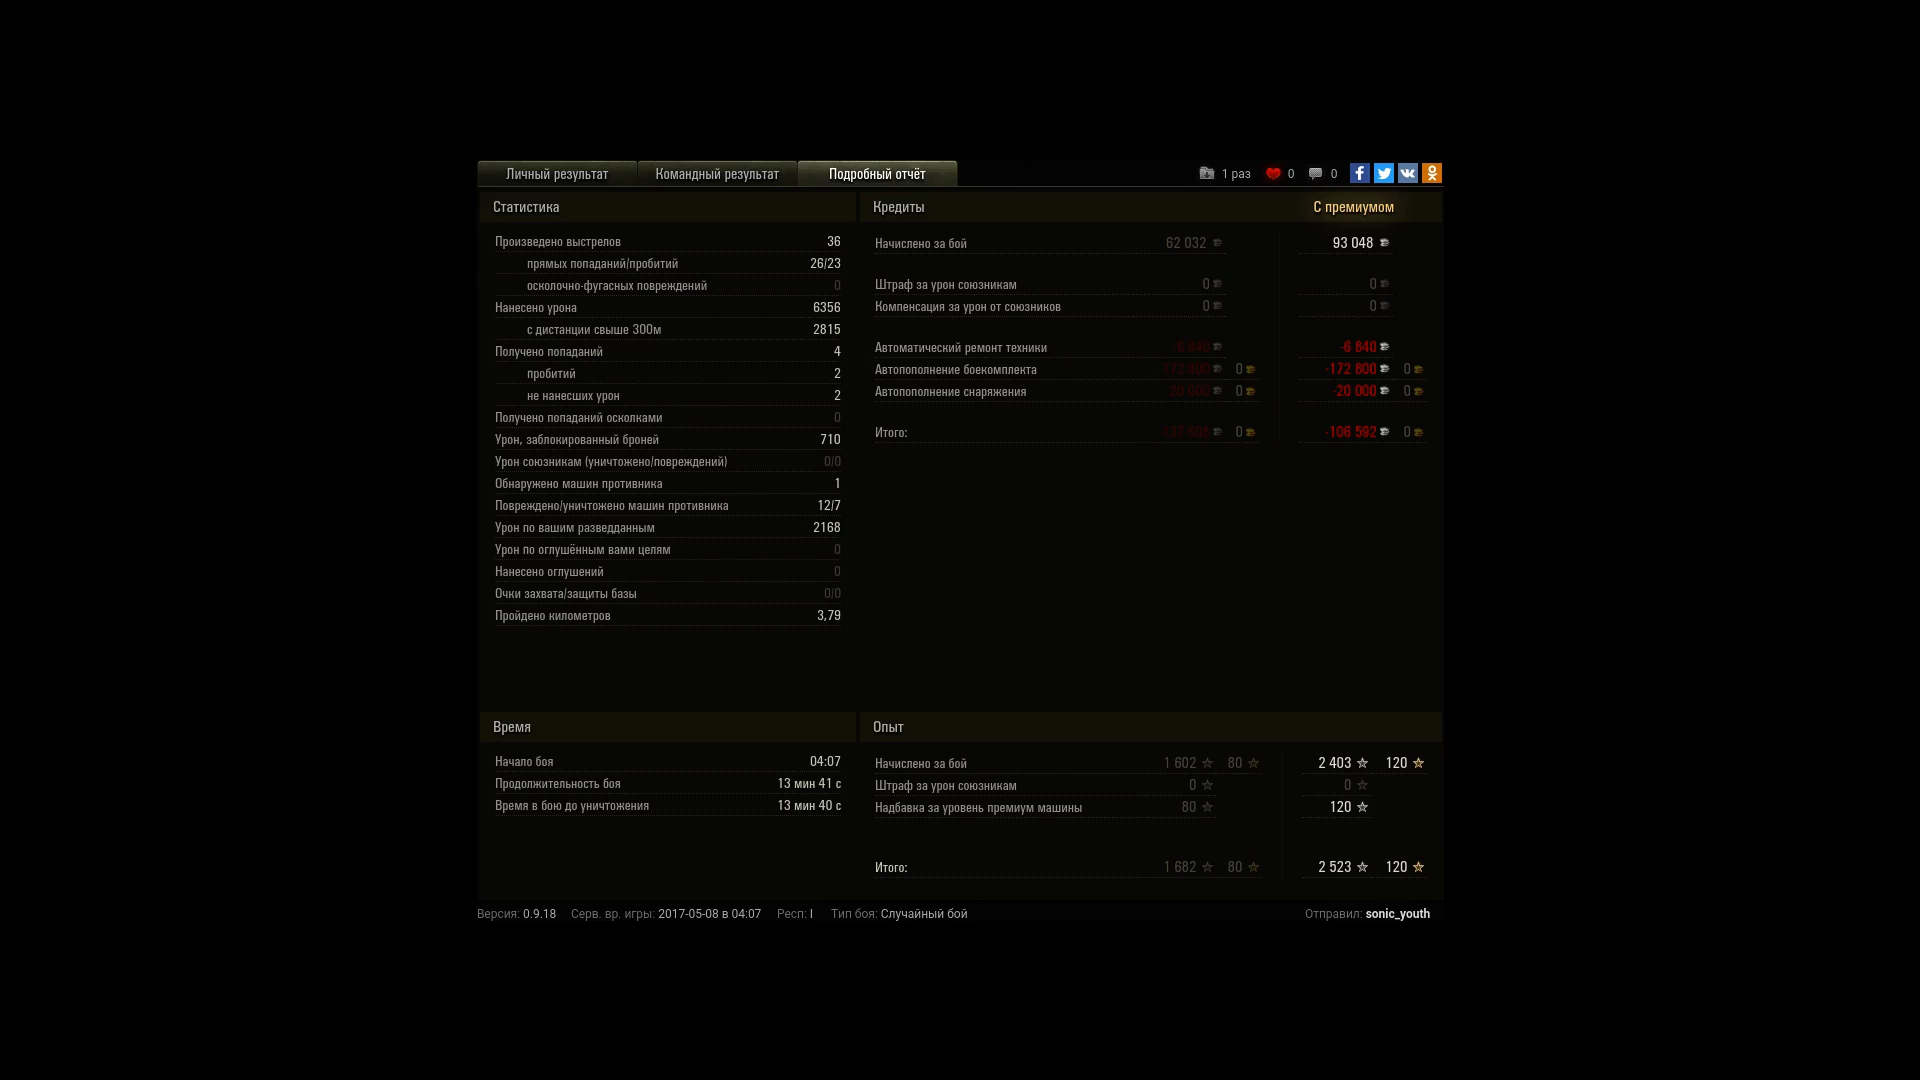 Личный результат Командный результат Подробный отчёт 1 раз 0 0
Статистика
Произведено выстрелов 36
прямых попаданий/пробитий 26/23
осколочно-фугасных повреждений 0
Нанесено урона 6356
с дистанции свыше 300м 2815
Получено попаданий 4
пробитий 2
не нанесших урон 2
Получено попаданий осколками 0
Урон, заблокированный броней 710
Урон союзникам (уничтожено/повреждений) 0/0
Обнаружено машин противника 1
Повреждено/уничтожено машин противника 12/7
Урон по вашим разведданным 2168
Урон по оглушённым вами целям 0
Нанесено оглушений 0
Очки захвата/защиты базы 0/0
Пройдено километров 3,79
Кредиты С премиумом
Начислено за бой 62 032 93 048
Штраф за урон союзникам 0 0
Компенсация за урон от союзников 0 0
Автоматический ремонт техники -6 840 -6 840
Автопополнение боекомплекта -172 800 0 -172 800 0
Автопополнение снаряжения -20 000 0 -20 000 0
Итого: -137 608 0 -106 592 0
Время
Начало боя 04:07
Продолжительность боя 13 мин 41 с
Время в бою до уничтожения 13 мин 40 с
Опыт
Начислено за бой 1 602 80 2 403 120
Штраф за урон союзникам 0 0
Надбавка за уровень премиум машины 80 120
Итого: 1 682 80 2 523 120
Версия: 0.9.18 Серв. вр. игры: 2017-05-08 в 04:07 Респ: I Тип боя: Случайный бой Отправил: sonic_youth